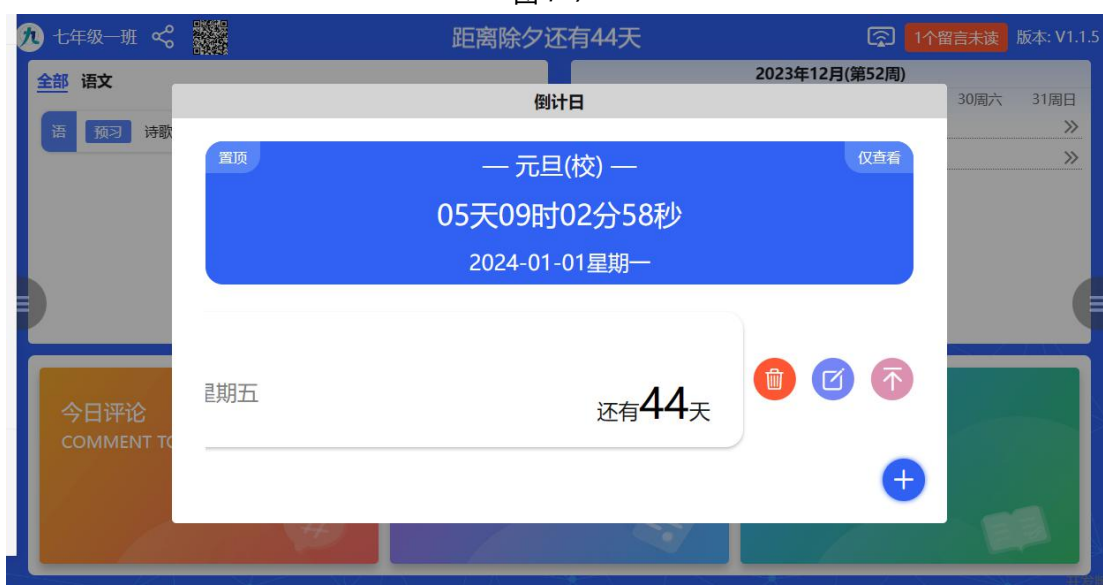 九 七年级一班
距离除夕还有44天
1个留言未读
版本: V1.1.5
全部 语文
2023年12月(第52周)
30周六 31周日
语 预习 诗歌
倒计日
置顶
仅查看
— 元旦(校) —
05天09时02分58秒
2024-01-01星期一
星期五
还有44天
今日评论
COMMENT TO